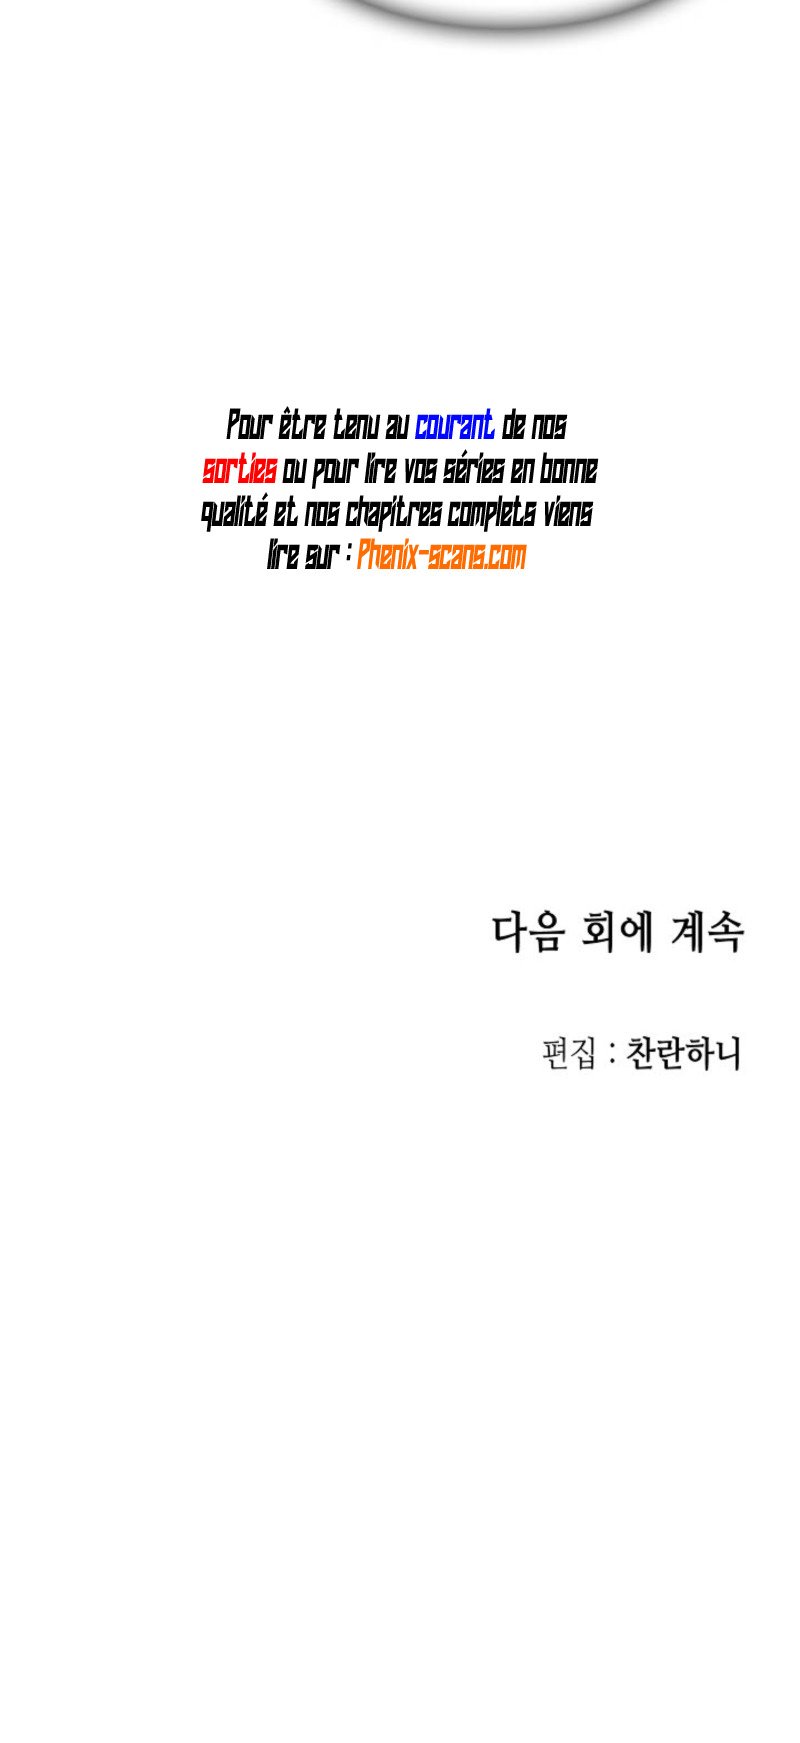 Pour être tenu au courant de nos
sorties ou pour lire vos séries en bonne
qualité et nos chapitres complets viens
lire sur : Phenix-scans.com
다음 회에 계속
편집 : 찬란하니